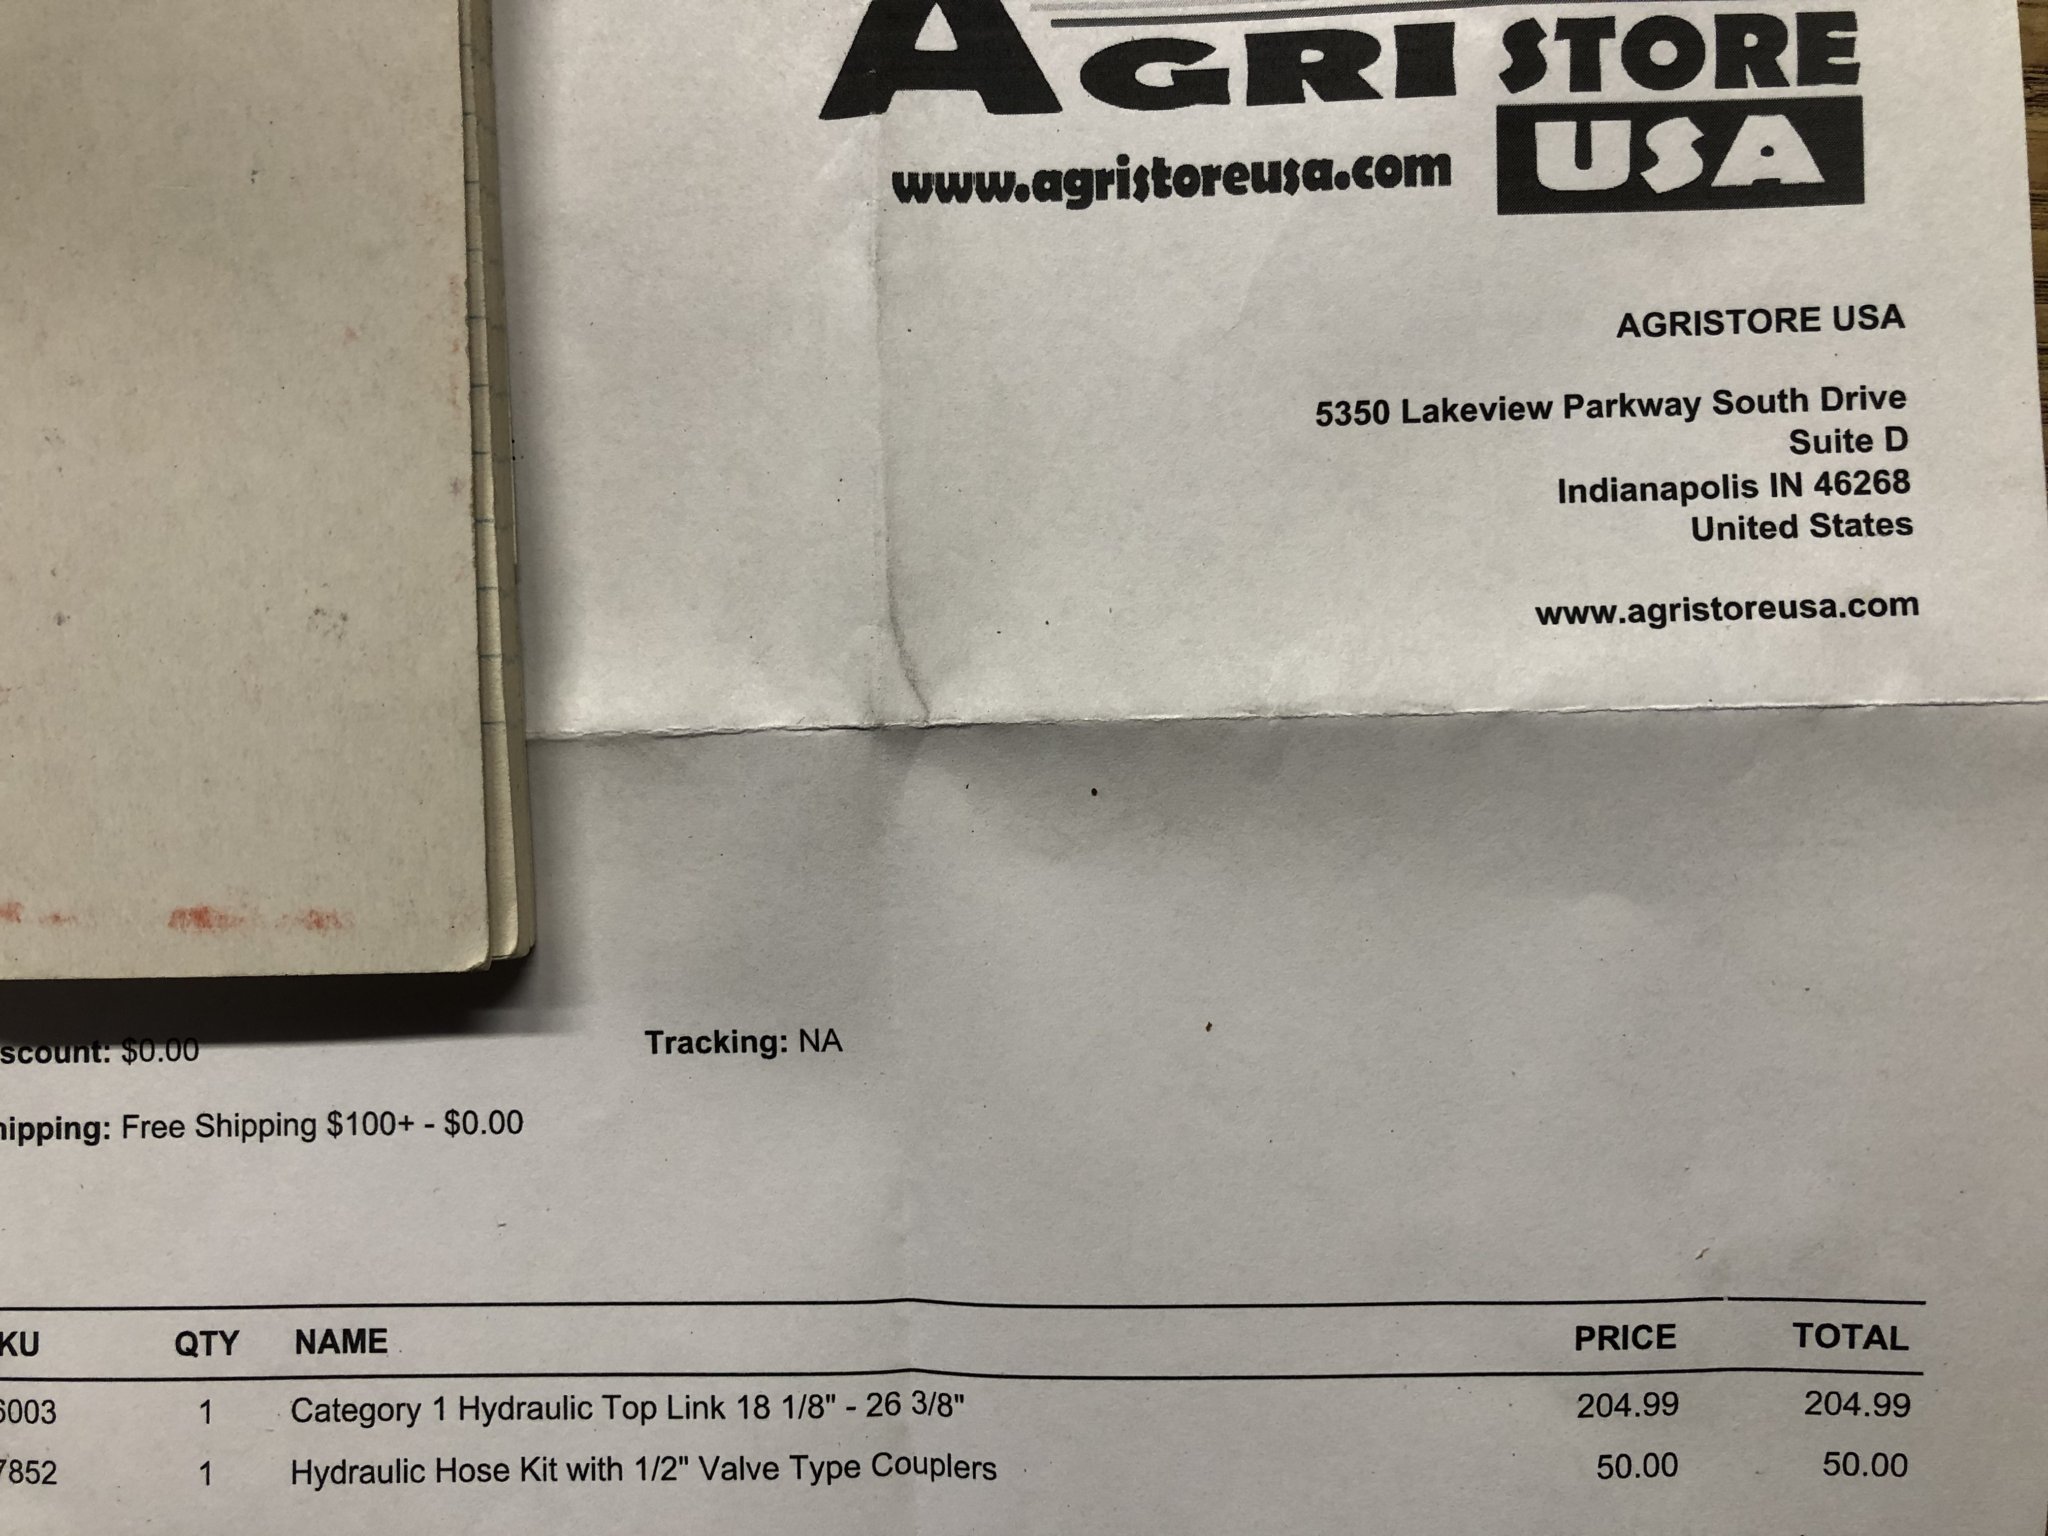 AGRI STORE
USA
www.agristoreusa.com
AGRISTORE USA
5350 Lakeview Parkway South Drive
Suite D
Indianapolis IN 46268
United States
www.agristoreusa.com
scount: $0.00 Tracking: NA
hipping: Free Shipping $100+ - $0.00
KU QTY NAME PRICE TOTAL
6003 1 Category 1 Hydraulic Top Link 18 1/8" - 26 3/8" 204.99 204.99
7852 1 Hydraulic Hose Kit with 1/2" Valve Type Couplers 50.00 50.00